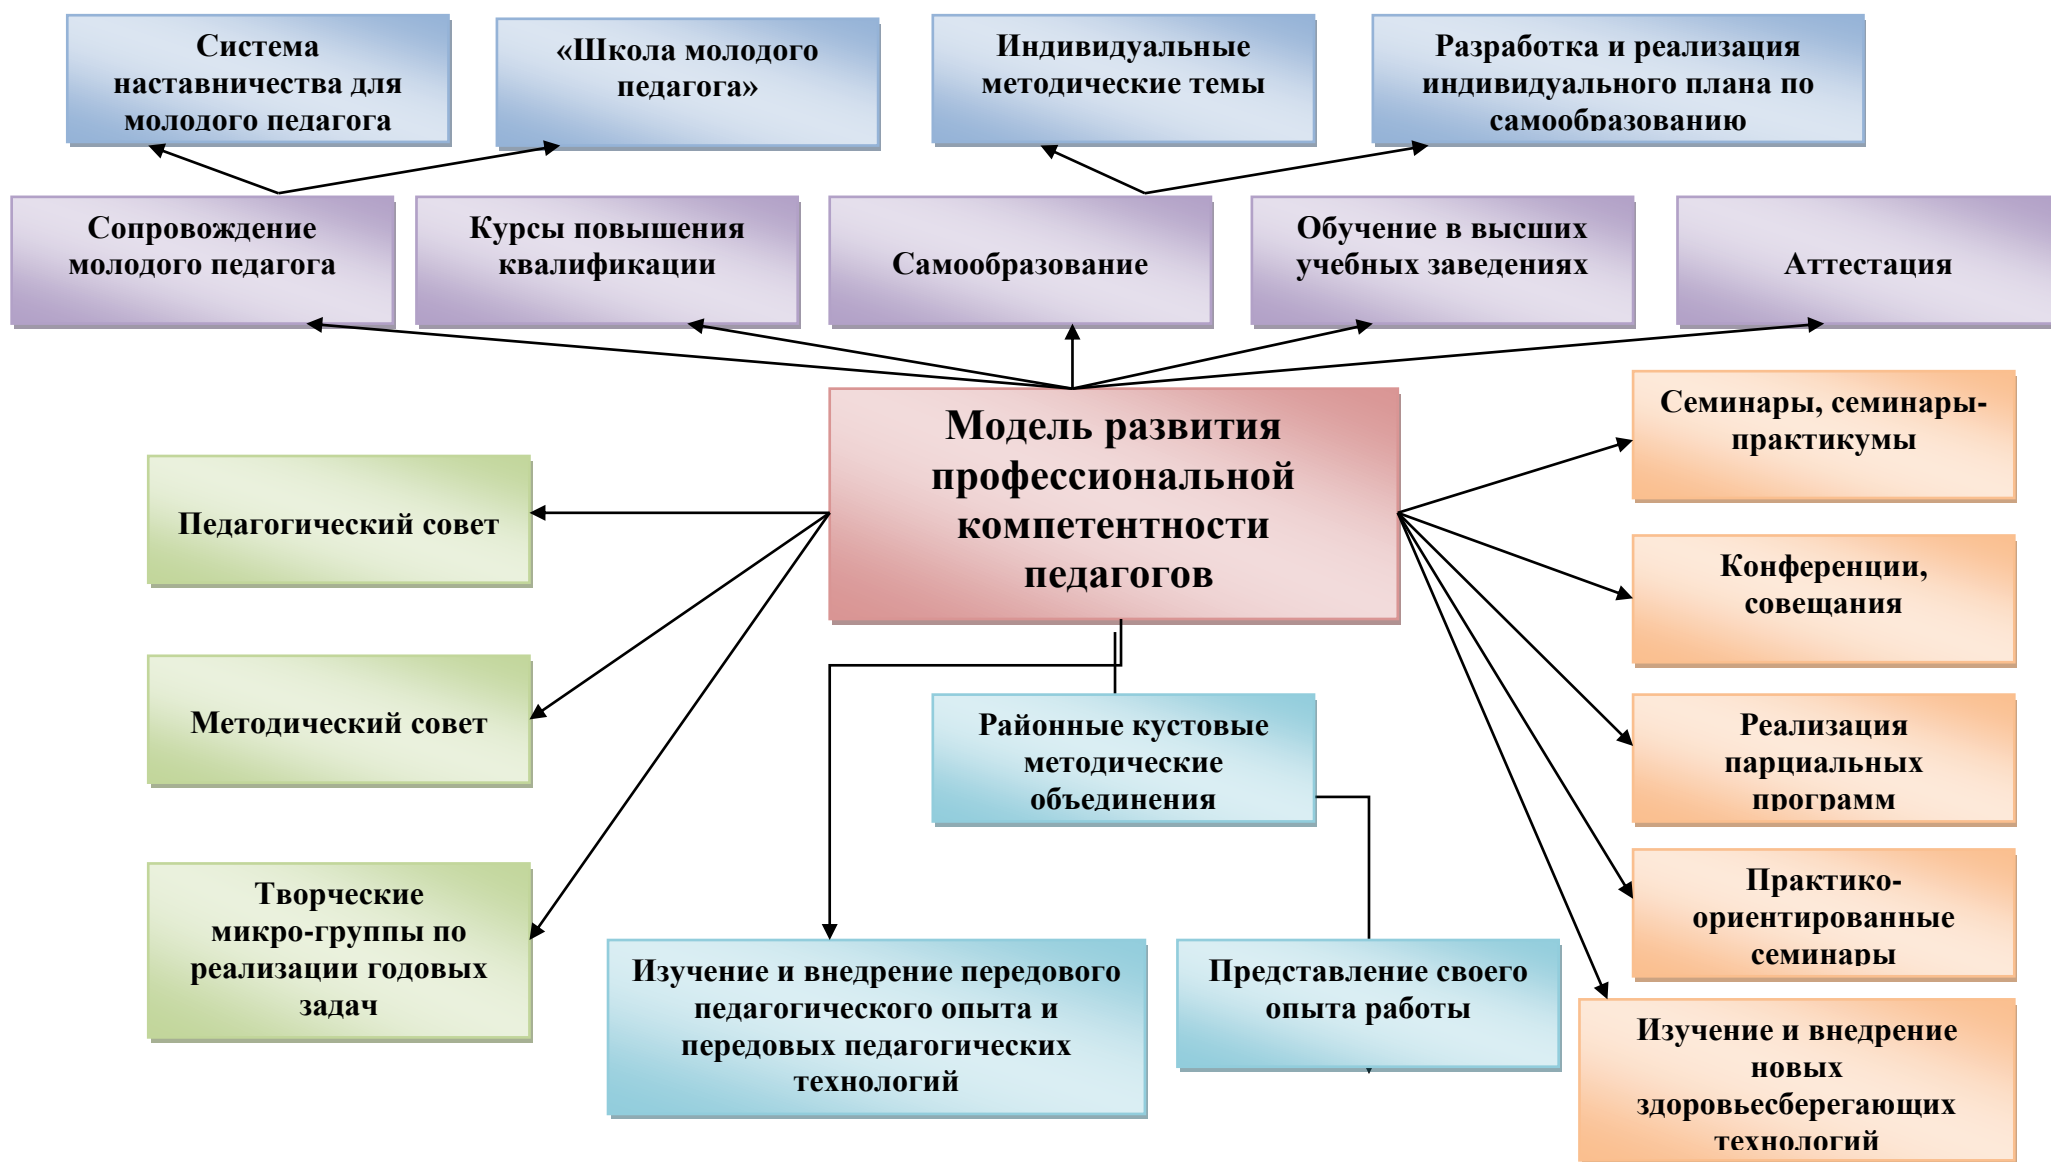 Система
наставничества для
молодого педагога
«Школа молодого
педагога»
Индивидуальные
методические темы
Разработка и реализация
индивидуального плана по
самообразованию
Сопровождение
молодого педагога
Курсы повышения
квалификации
Самообразование
Обучение в высших
учебных заведениях
Аттестация
Модель развития
профессиональной
компетентности
педагогов
Педагогический совет
Методический совет
Творческие
микро-группы по
реализации годовых
задач
Районные кустовые
методические
объединения
Изучение и внедрение передового
педагогического опыта и
передовых педагогических
технологий
Представление своего
опыта работы
Семинары, семинары-
практикумы
Конференции,
совещания
Реализация
парциальных
программ
Практико-
ориентированные
семинары
Изучение и внедрение
новых
здоровьесберегающих
технологий